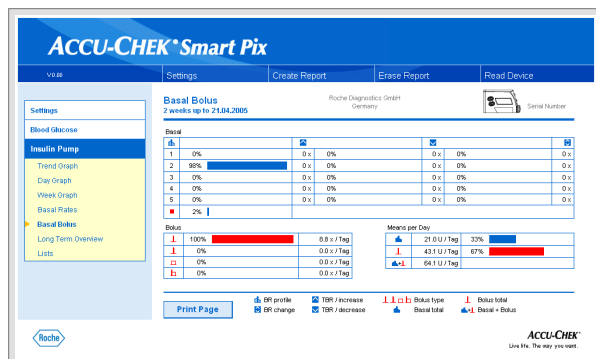 ACCU-CHEK® Smart Pix
V 0.89 Settings Create Report Erase Report Read Device
Settings
Blood Glucose
Insulin Pump
Trend Graph
Day Graph
Week Graph
Basal Rates
Basal Bolus
Long Term Overview
Lists
Basal Bolus
2 weeks up to 21.04.2005
Roche Diagnostics GmbH
Germany
Serial Number
Basal
1 0% 0 x 0% 0 x 0% 0 x
2 98% 0 x 0% 0 x 0% 0 x
3 0% 0 x 0% 0 x 0% 0 x
4 0% 0 x 0% 0 x 0% 0 x
5 0% 0 x 0% 0 x 0% 0 x
2%
Bolus
100% 8.8 x / Tag
0% 0.0 x / Tag
0% 0.0 x / Tag
0% 0.0 x / Tag
Means per Day
21.0 U / Tag 33%
43.1 U / Tag 67%
64.1 U / Tag
Print Page
BR profile TBR / increase Bolus type Bolus total
BR change TBR / decrease Basal total Basal + Bolus
Roche
ACCU-CHEK®
Live life. The way you want.